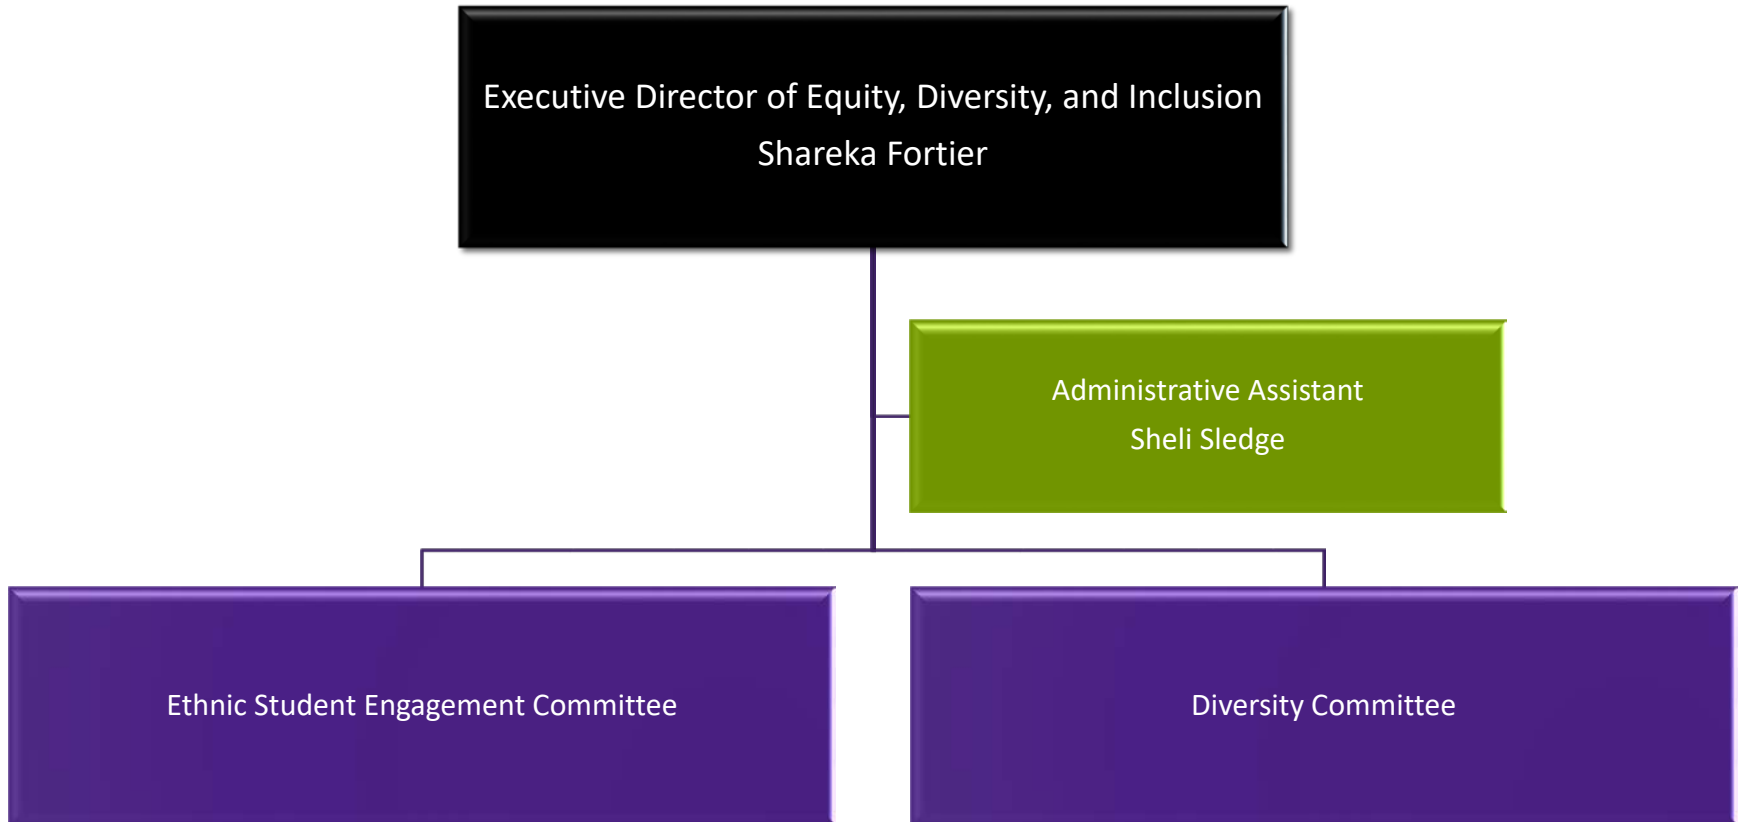 Executive Director of Equity, Diversity, and Inclusion
Shareka Fortier
Administrative Assistant
Sheli Sledge
Ethnic Student Engagement Committee
Diversity Committee